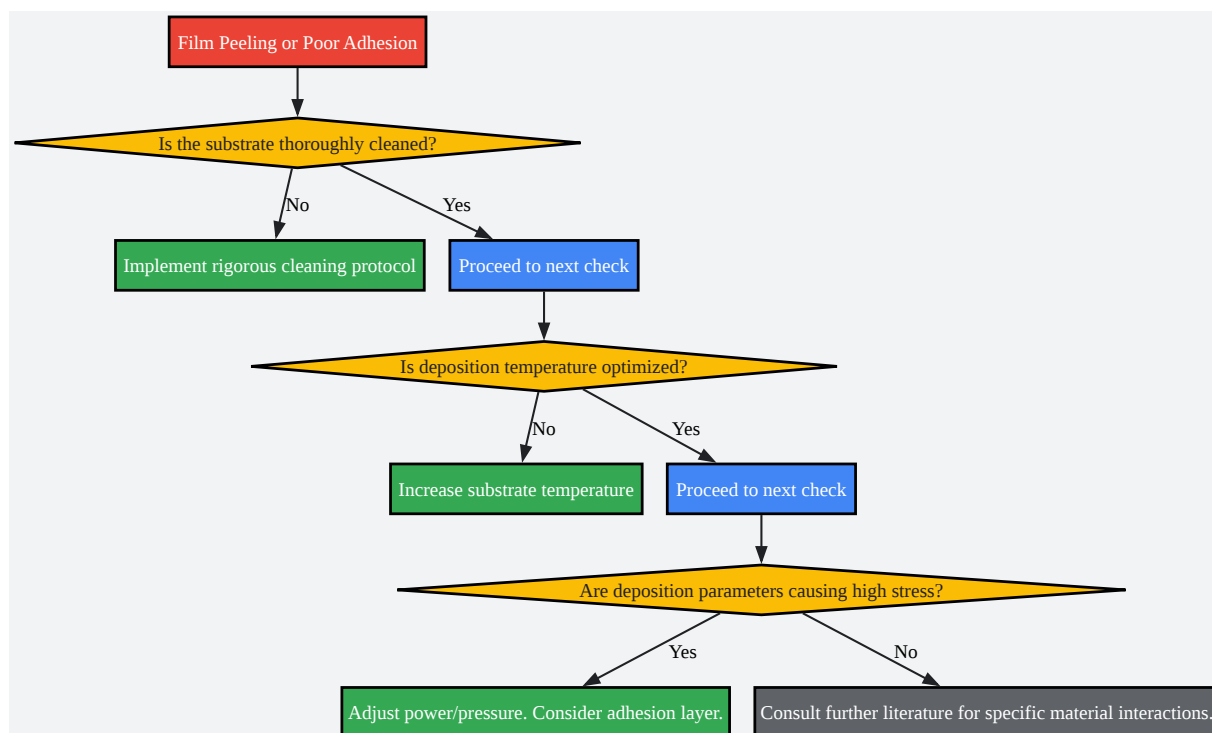 Film Peeling or Poor Adhesion
Is the substrate thoroughly cleaned?
No
Yes
Implement rigorous cleaning protocol
Proceed to next check
Is deposition temperature optimized?
No
Yes
Increase substrate temperature
Proceed to next check
Are deposition parameters causing high stress?
Yes
No
Adjust power/pressure. Consider adhesion layer.
Consult further literature for specific material interactions.